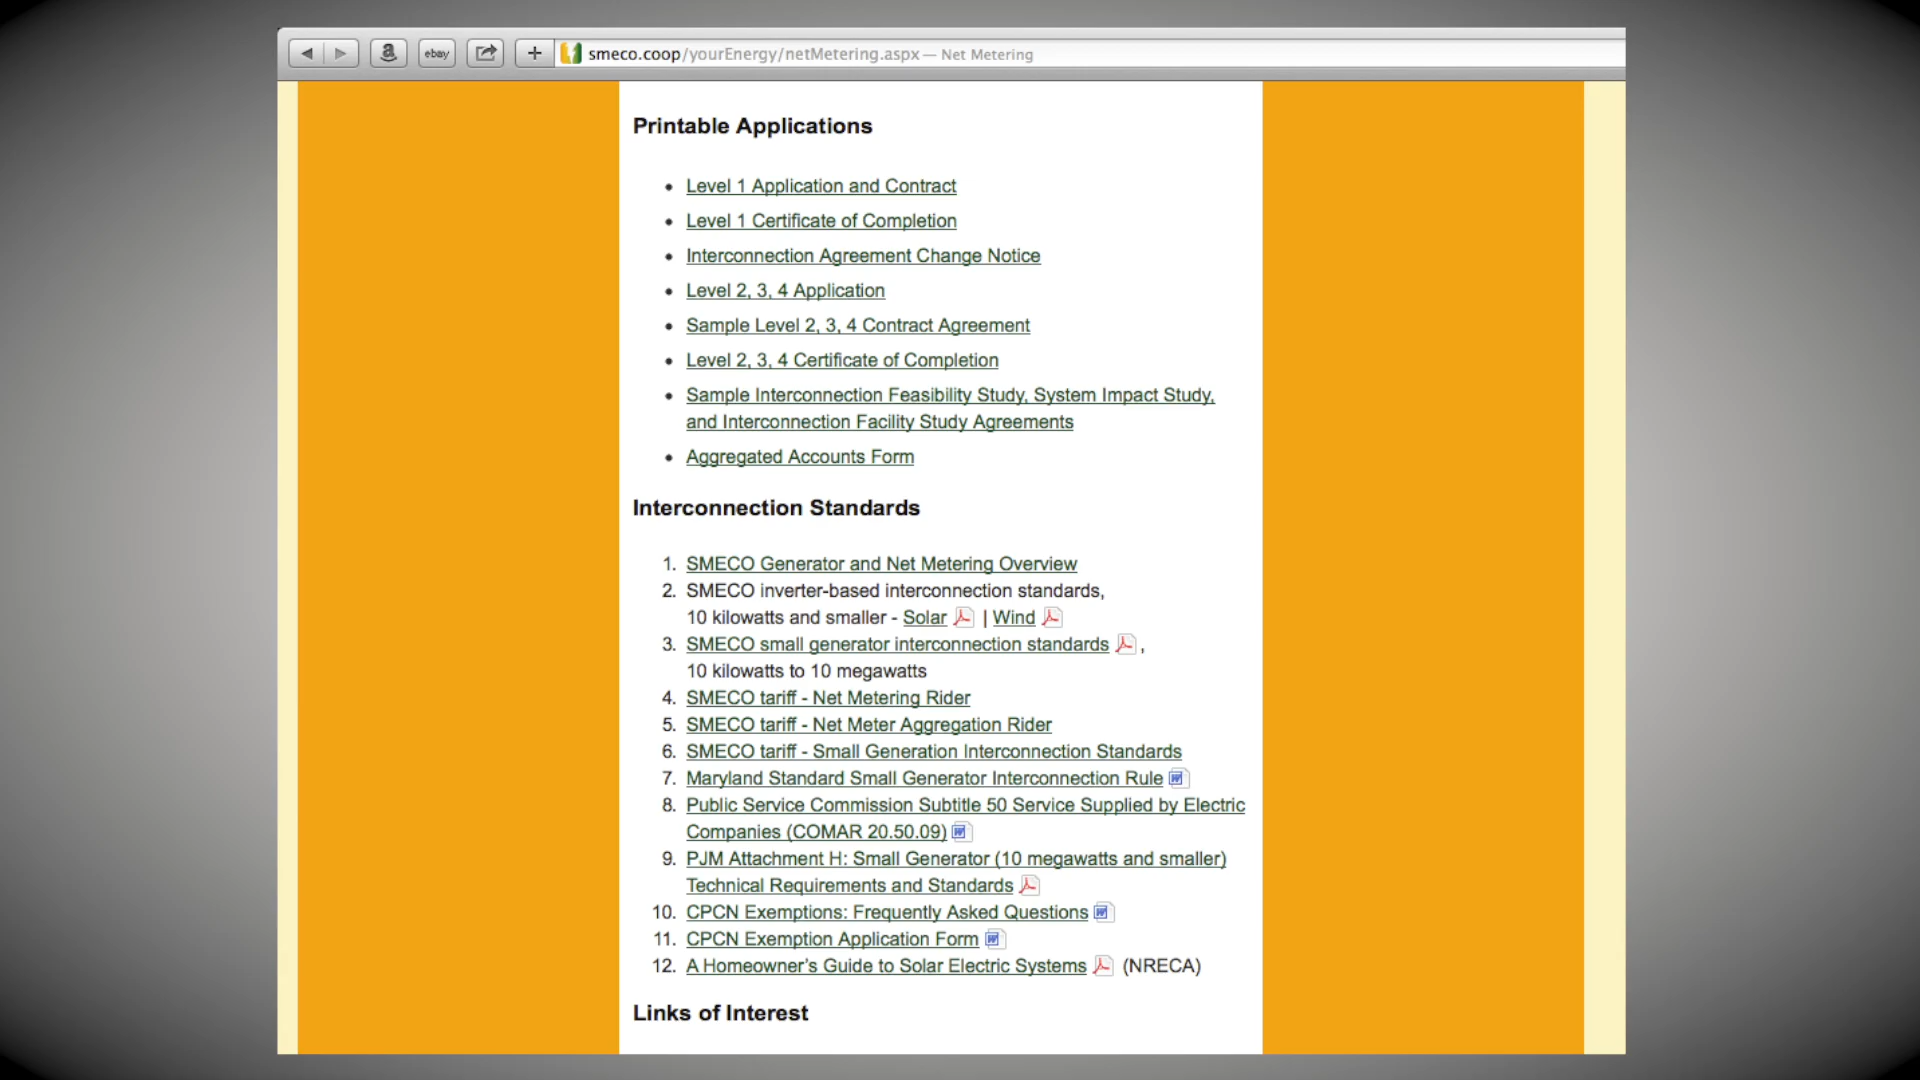 ebay
smeco.coop/yourEnergy/netMetering.aspx — Net Metering
Printable Applications
• Level 1 Application and Contract
• Level 1 Certificate of Completion
• Interconnection Agreement Change Notice
• Level 2, 3, 4 Application
• Sample Level 2, 3, 4 Contract Agreement
• Level 2, 3, 4 Certificate of Completion
• Sample Interconnection Feasibility Study, System Impact Study,
and Interconnection Facility Study Agreements
• Aggregated Accounts Form
Interconnection Standards
1. SMECO Generator and Net Metering Overview
2. SMECO inverter-based interconnection standards,
10 kilowatts and smaller - Solar | Wind
3. SMECO small generator interconnection standards ,
10 kilowatts to 10 megawatts
4. SMECO tariff - Net Metering Rider
5. SMECO tariff - Net Meter Aggregation Rider
6. SMECO tariff - Small Generation Interconnection Standards
7. Maryland Standard Small Generator Interconnection Rule
8. Public Service Commission Subtitle 50 Service Supplied by Electric
Companies (COMAR 20.50.09)
9. PJM Attachment H: Small Generator (10 megawatts and smaller)
Technical Requirements and Standards
10. CPCN Exemptions: Frequently Asked Questions
11. CPCN Exemption Application Form
12. A Homeowner's Guide to Solar Electric Systems (NRECA)
Links of Interest